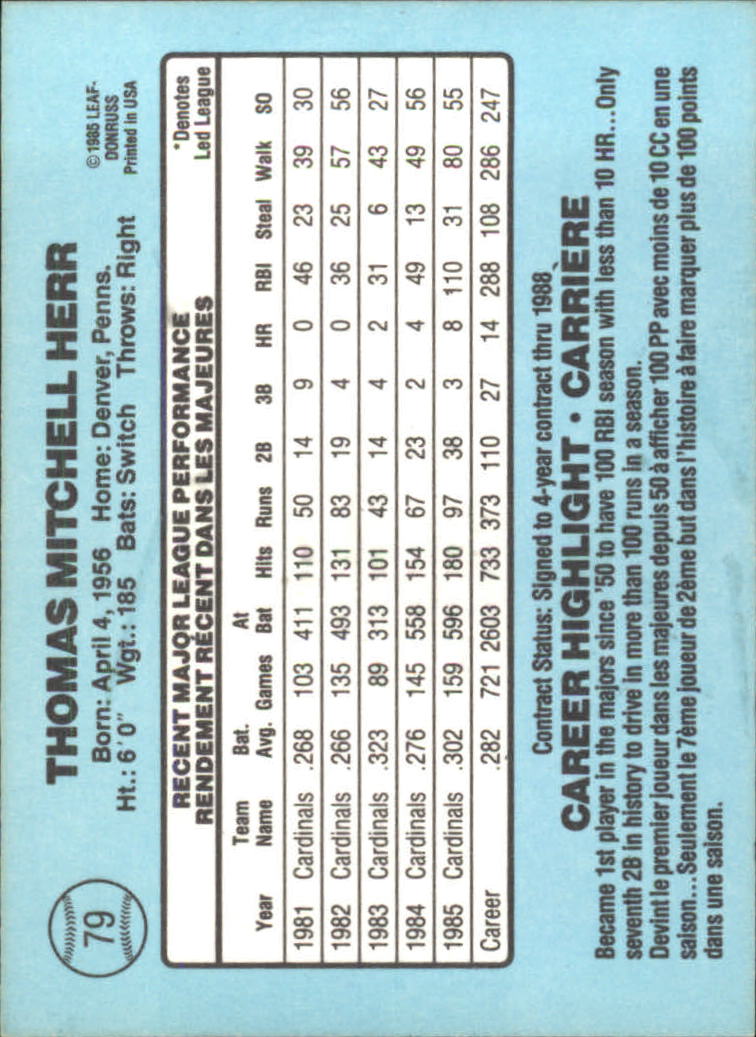 79
THOMAS MITCHELL HERR
Born: April 4, 1956 Home: Denver, Penns.
Ht.: 6'0" Wgt.: 185 Bats: Switch Throws: Right
© 1985 LEAF-
DONRUSS
Printed in USA
RECENT MAJOR LEAGUE PERFORMANCE
RENDEMENT RÉCENT DANS LES MAJEURES
*Denotes
Led League
Team Bat. At
Year Name Avg. Games Bat Hits Runs 2B 3B HR RBI Steal Walk SO
1981 Cardinals .268 103 411 110 50 14 9 0 46 23 39 30
1982 Cardinals .266 135 493 131 83 19 4 0 36 25 57 56
1983 Cardinals .323 89 313 101 43 14 4 2 31 6 43 27
1984 Cardinals .276 145 558 154 67 23 2 4 49 13 49 56
1985 Cardinals .302 159 596 180 97 38 3 8 110 31 80 55
Career .282 721 2603 733 373 110 27 14 288 108 286 247
Contract Status: Signed to 4-year contract thru 1988
CAREER HIGHLIGHT • CARRIÈRE
Became 1st player in the majors since '50 to have 100 RBI season with less than 10 HR... Only
seventh 2B in history to drive in more than 100 runs in a season.
Devint le premier joueur dans les majeures depuis 50 à afficher 100 PP avec moins de 10 CC en une
saison... Seulement le 7ème joueur de 2ème but dans l'histoire à faire marquer plus de 100 points
dans une saison.